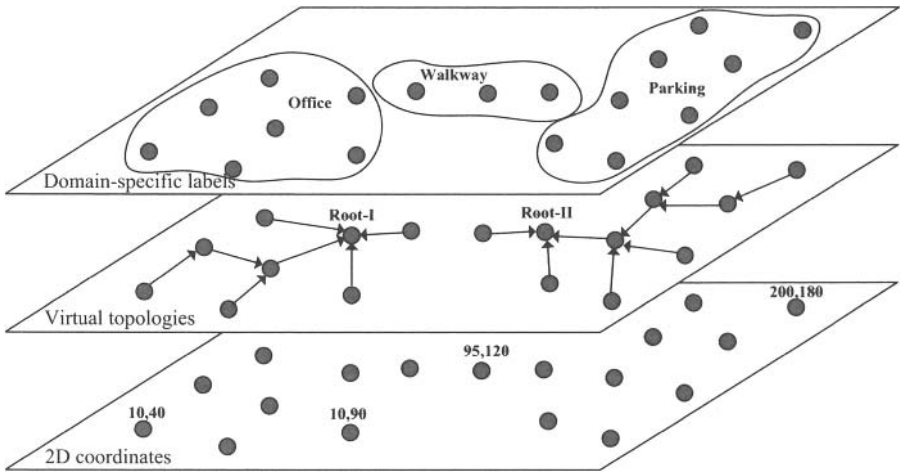 Office
Walkway
Parking
Domain-specific labels
Root-I
Root-II
Virtual topologies
200,180
95,120
10,40
10,90
2D coordinates